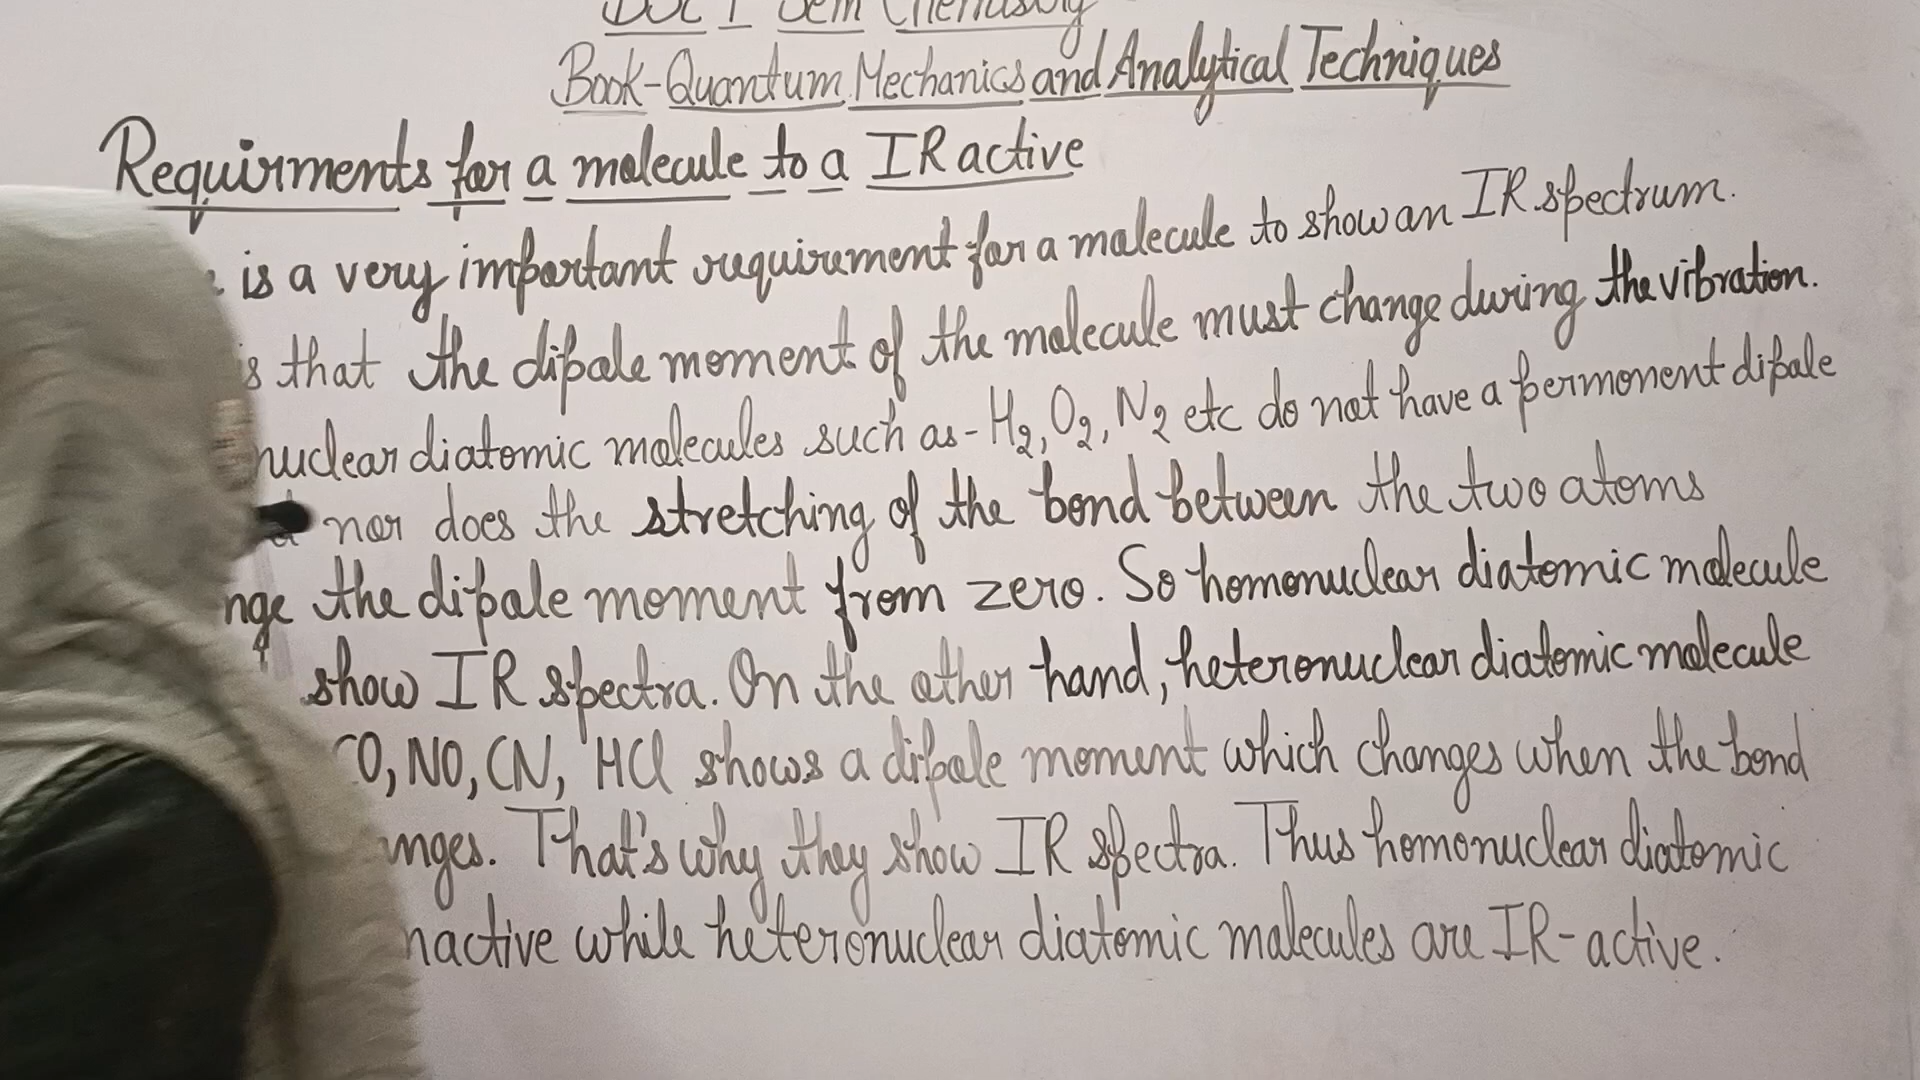 Sem Chemistry
Book-Quantum Mechanics and Analytical Techniques
Requirments for a molecule to a IR active
is a very important requirement for a molecule to show an IR spectrum.
that the dipole moment of the molecule must change during the vibration.
nuclear diatomic molecules such as - H2, O2, N2 etc do not have a permonent dipole
nor does the stretching of the bond between the two atoms
nge the dipole moment from zero. So homonuclear diatomic molecule
show IR spectra. On the other hand, heteronuclear diatomic molecule
CO, NO, CN, HCl shows a dipole moment which changes when the bond
nges. That's why they show IR spectra. Thus homonuclear diatomic
nactive while heteronuclear diatomic molecules are IR-active.